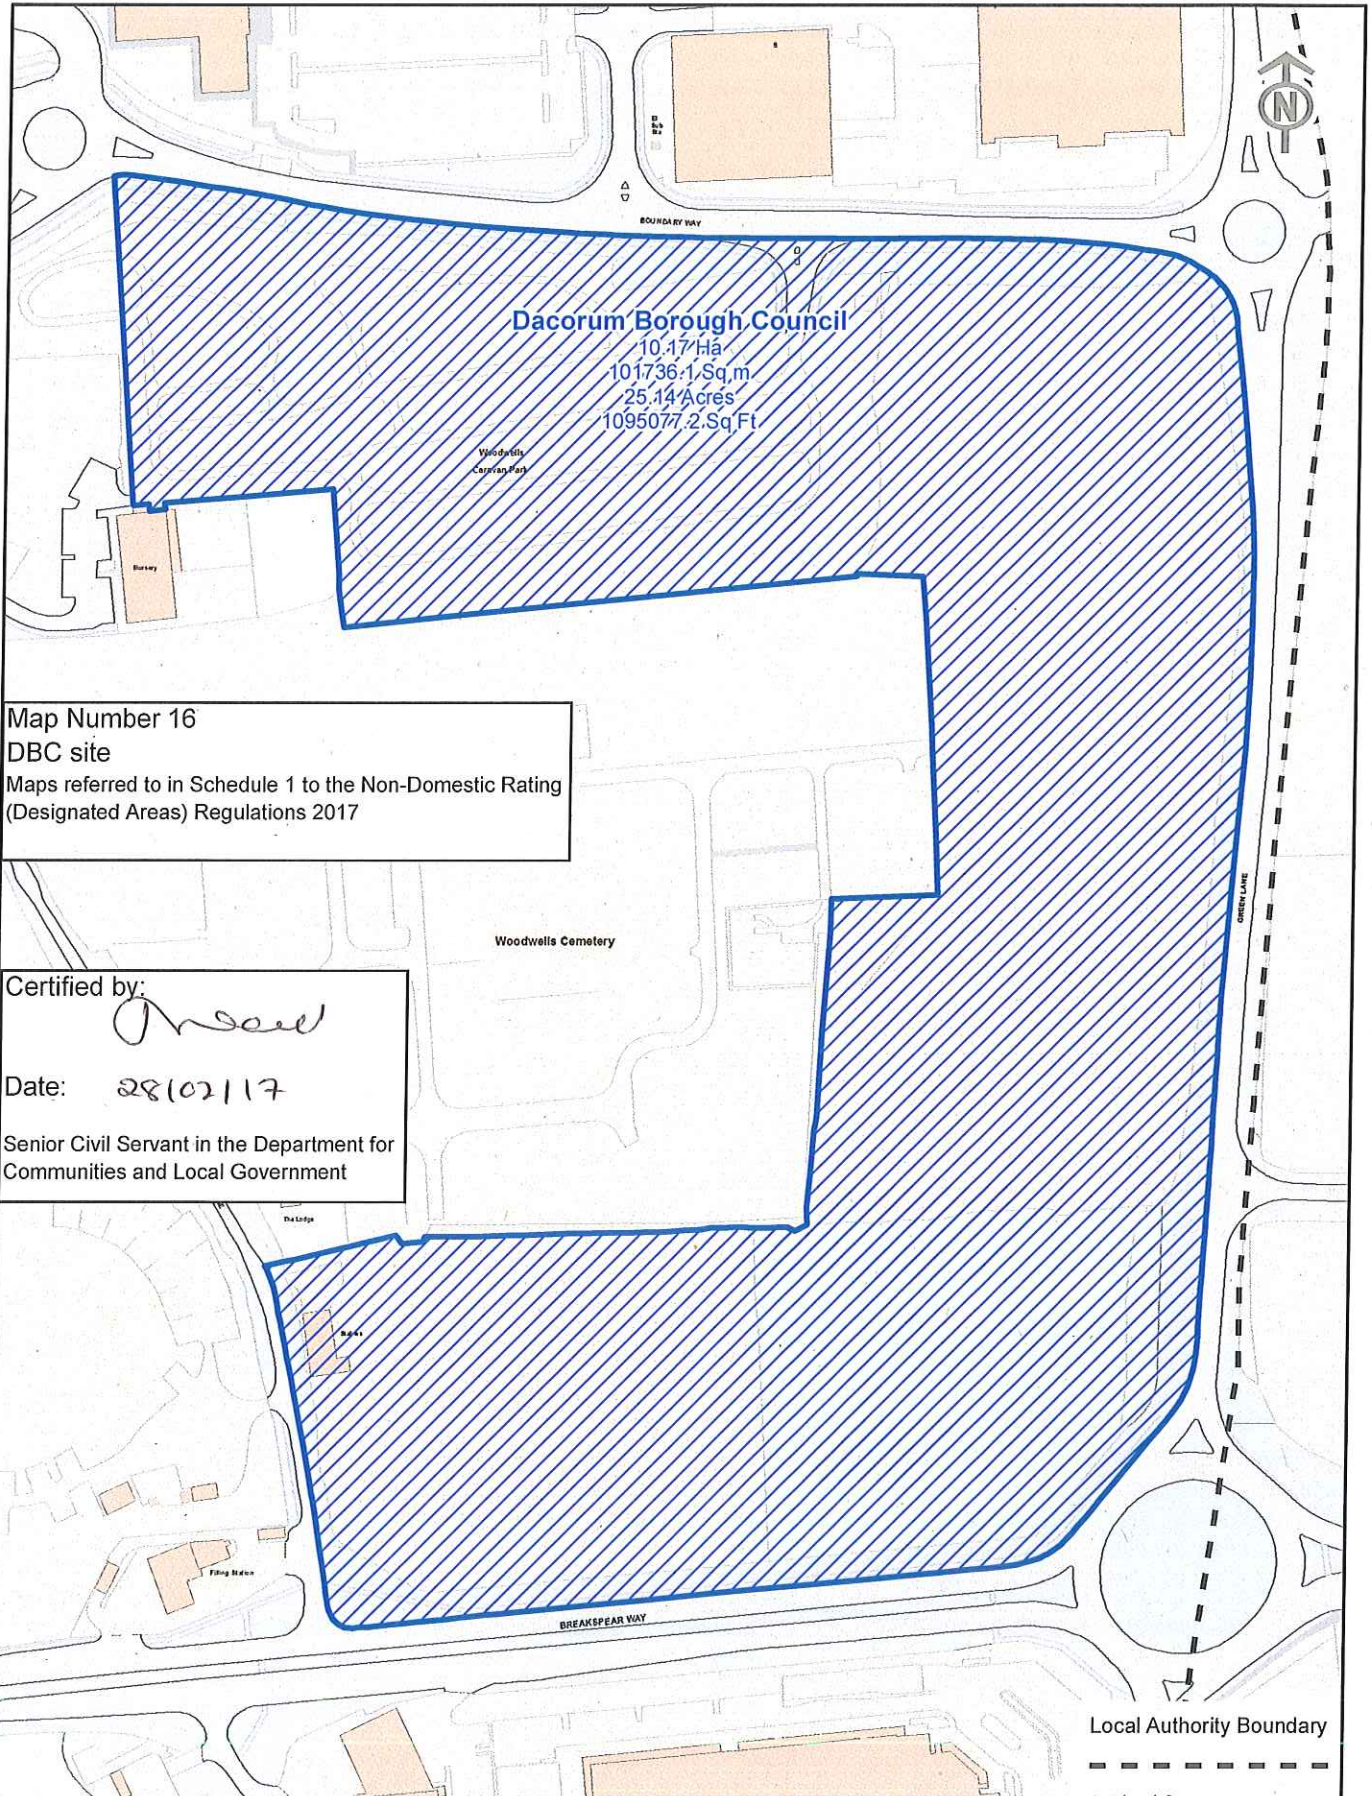 N
El
Sub
Sta
BOUNDARY WAY
Dacorum Borough Council
10.17 Ha
101736.1 Sq m
25.14 Acres
1095077.2 Sq Ft
Woodwells
Caravan Park
Nursery
Map Number 16
DBC site
Maps referred to in Schedule 1 to the Non-Domestic Rating
(Designated Areas) Regulations 2017
GREEN LANE
Woodwells Cemetery
Certified by:
Date: 28/02/17
Senior Civil Servant in the Department for
Communities and Local Government
The Lodge
Filling Station
BREAKSPEAR WAY
Local Authority Boundary